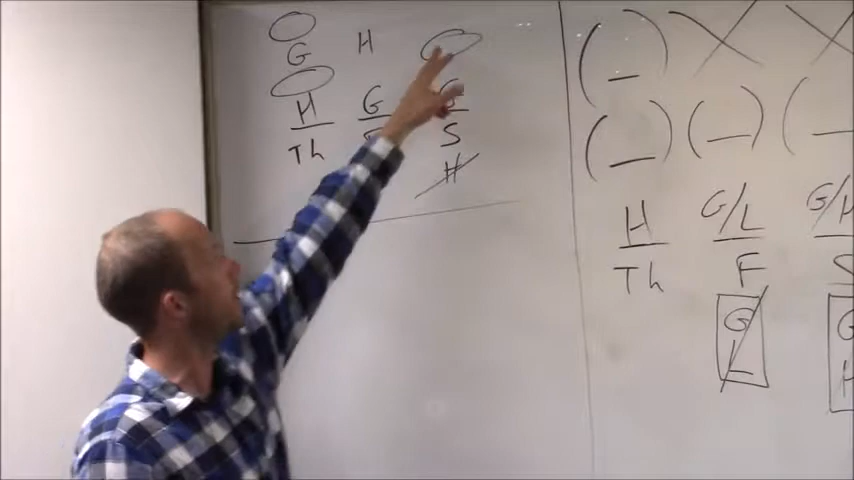 G H
H G G
Th S
H
( _ ) X X
( _ ) ( _ ) ( _
H G/L G/H
Th F S
G G
L H